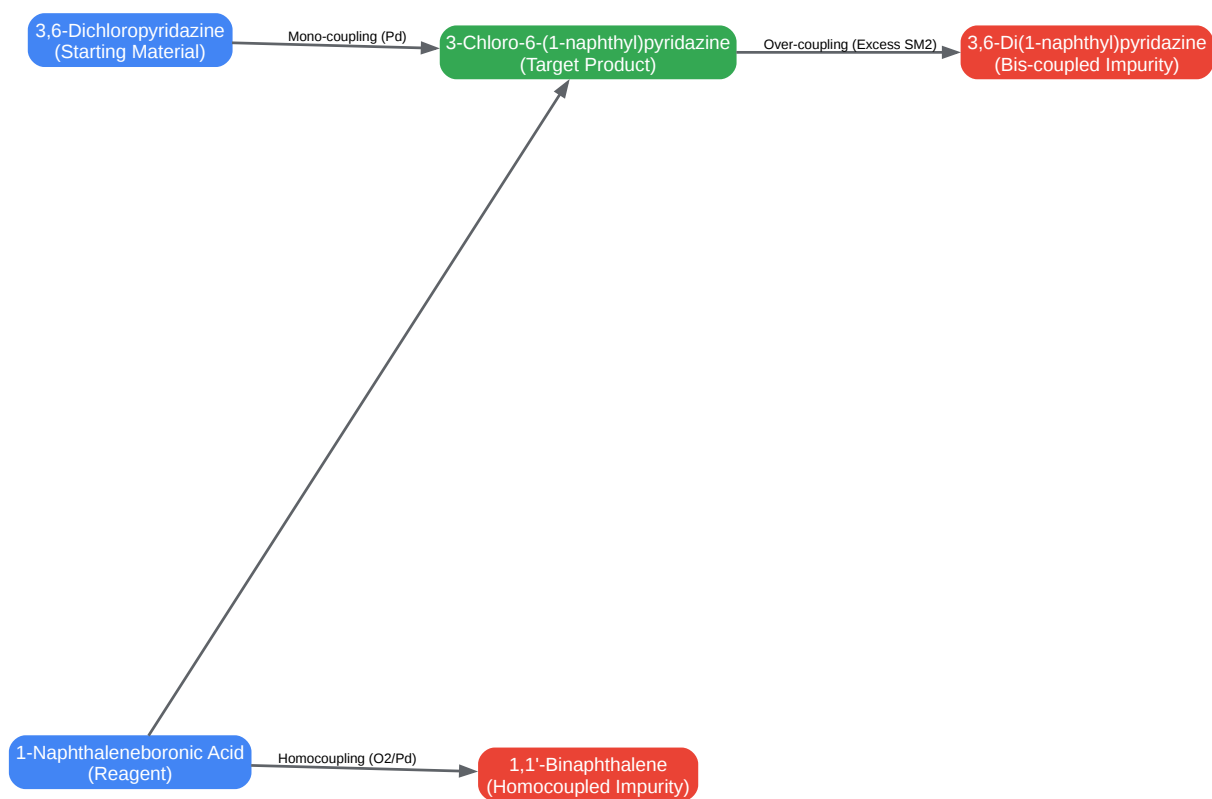 3,6-Dichloropyridazine
(Starting Material)
Mono-coupling (Pd)
3-Chloro-6-(1-naphthyl)pyridazine
(Target Product)
Over-coupling (Excess SM2)
3,6-Di(1-naphthyl)pyridazine
(Bis-coupled Impurity)
1-Naphthaleneboronic Acid
(Reagent)
Homocoupling (O2/Pd)
1,1'-Binaphthalene
(Homocoupled Impurity)